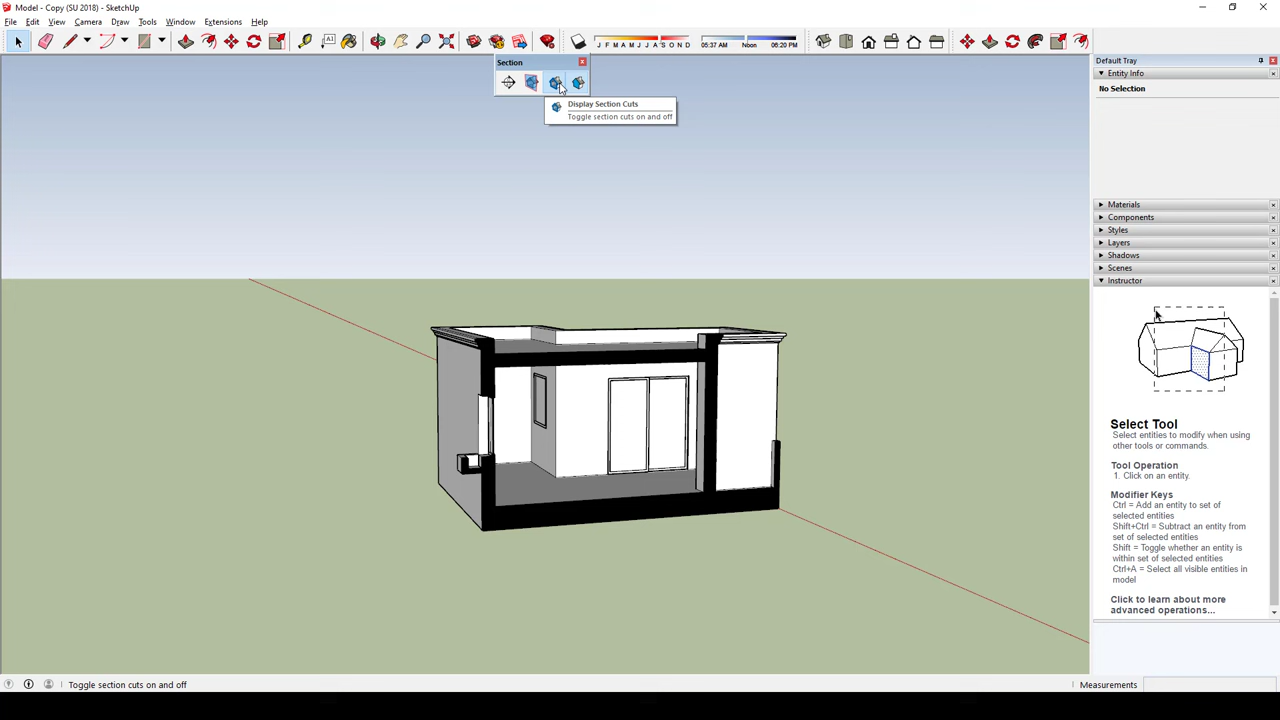 Model - Copy (SU 2018) - SketchUp
File Edit View Camera Draw Tools Window Extensions Help
J F M A M J J A S O N D
05:37 AM Noon 06:20 PM
Section
Display Section Cuts
Toggle section cuts on and off
Default Tray
Entity Info
No Selection
Materials
Components
Styles
Layers
Shadows
Scenes
Instructor
Select Tool
Select entities to modify when using
other tools or commands.
Tool Operation
1. Click on an entity.
Modifier Keys
Ctrl = Add an entity to set of
selected entities
Shift+Ctrl = Subtract an entity from
set of selected entities
Shift = Toggle whether an entity is
within set of selected entities
Ctrl+A = Select all visible entities in
model
Click to learn about more
advanced operations...
Toggle section cuts on and off
Measurements